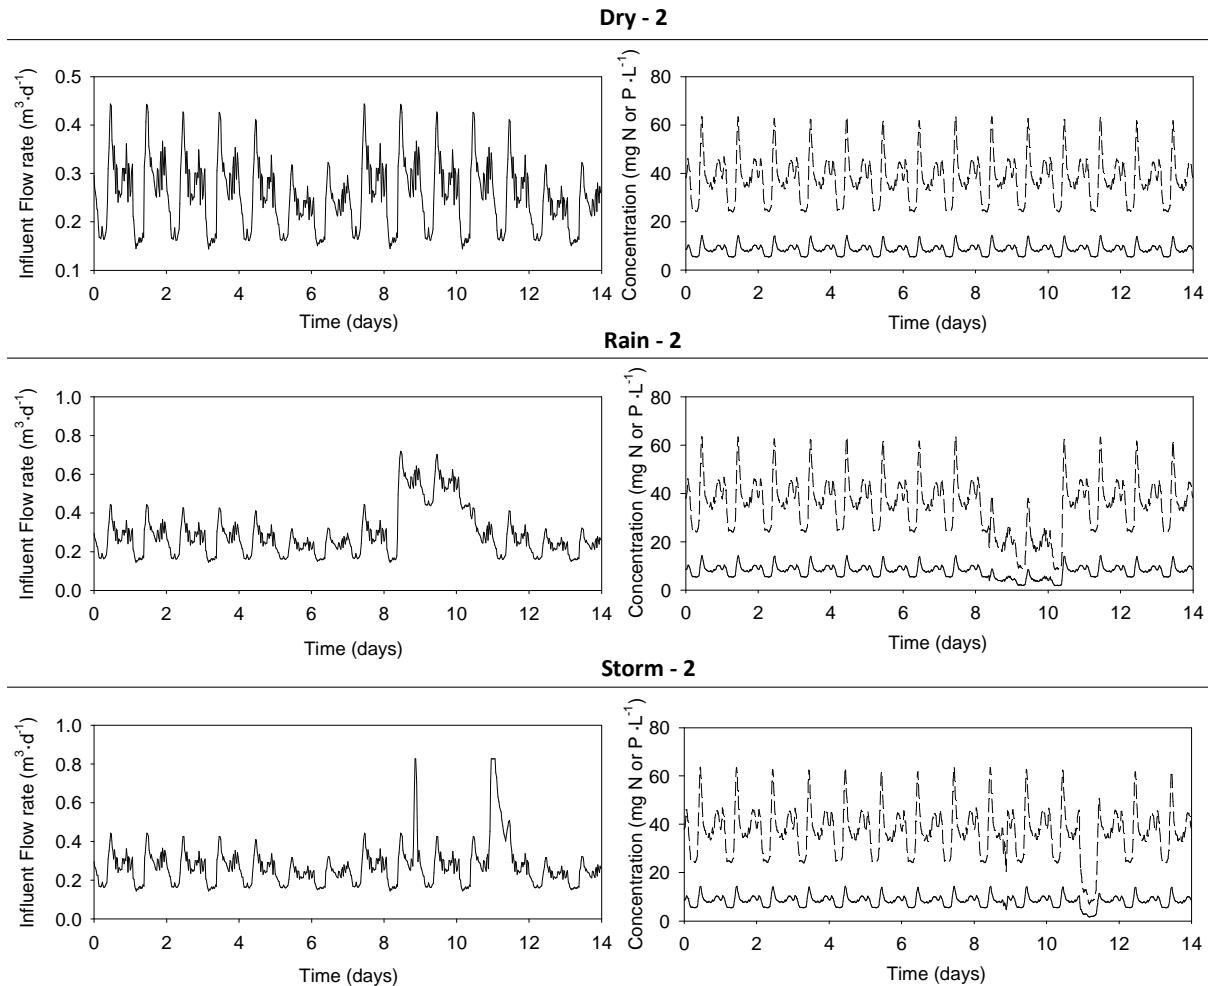 Dry - 2
Influent Flow rate (m³·d⁻¹)
0.5
0.4
0.3
0.2
0.1
0 2 4 6 8 10 12 14
Time (days)
Concentration (mg N or P ·L⁻¹)
80
60
40
20
0
0 2 4 6 8 10 12 14
Time (days)
Rain - 2
Influent Flow rate (m³·d⁻¹)
1.0
0.8
0.6
0.4
0.2
0.0
0 2 4 6 8 10 12 14
Time (days)
Concentration (mg N or P ·L⁻¹)
80
60
40
20
0
0 2 4 6 8 10 12 14
Time (days)
Storm - 2
Influent Flow rate (m³·d⁻¹)
1.0
0.8
0.6
0.4
0.2
0.0
0 2 4 6 8 10 12 14
Time (days)
Concentration (mg N or P ·L⁻¹)
80
60
40
20
0
0 2 4 6 8 10 12 14
Time (days)